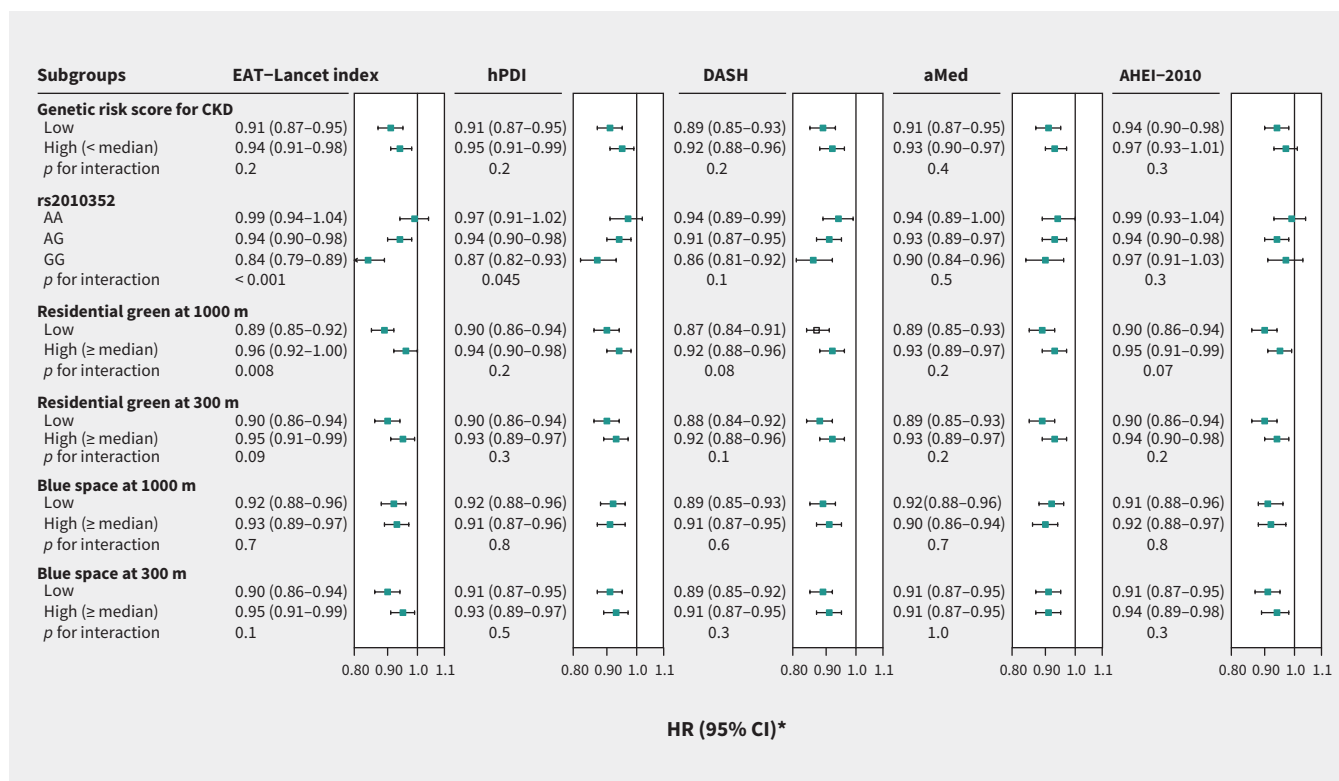 Subgroups EAT−Lancet index hPDI DASH aMed AHEI−2010
Genetic risk score for CKD
Low 0.91 (0.87−0.95) 0.91 (0.87−0.95) 0.89 (0.85−0.93) 0.91 (0.87−0.95) 0.94 (0.90−0.98)
High (< median) 0.94 (0.91−0.98) 0.95 (0.91−0.99) 0.92 (0.88−0.96) 0.93 (0.90−0.97) 0.97 (0.93−1.01)
p for interaction 0.2 0.2 0.2 0.4 0.3
rs2010352
AA 0.99 (0.94−1.04) 0.97 (0.91−1.02) 0.94 (0.89−0.99) 0.94 (0.89−1.00) 0.99 (0.93−1.04)
AG 0.94 (0.90−0.98) 0.94 (0.90−0.98) 0.91 (0.87−0.95) 0.93 (0.89−0.97) 0.94 (0.90−0.98)
GG 0.84 (0.79−0.89) 0.87 (0.82−0.93) 0.86 (0.81−0.92) 0.90 (0.84−0.96) 0.97 (0.91−1.03)
p for interaction < 0.001 0.045 0.1 0.5 0.3
Residential green at 1000 m
Low 0.89 (0.85−0.92) 0.90 (0.86−0.94) 0.87 (0.84−0.91) 0.89 (0.85−0.93) 0.90 (0.86−0.94)
High (≥ median) 0.96 (0.92−1.00) 0.94 (0.90−0.98) 0.92 (0.88−0.96) 0.93 (0.89−0.97) 0.95 (0.91−0.99)
p for interaction 0.008 0.2 0.08 0.2 0.07
Residential green at 300 m
Low 0.90 (0.86−0.94) 0.90 (0.86−0.94) 0.88 (0.84−0.92) 0.89 (0.85−0.93) 0.90 (0.86−0.94)
High (≥ median) 0.95 (0.91−0.99) 0.93 (0.89−0.97) 0.92 (0.88−0.96) 0.93 (0.89−0.97) 0.94 (0.90−0.98)
p for interaction 0.09 0.3 0.1 0.2 0.2
Blue space at 1000 m
Low 0.92 (0.88−0.96) 0.92 (0.88−0.96) 0.89 (0.85−0.93) 0.92(0.88−0.96) 0.91 (0.88−0.96)
High (≥ median) 0.93 (0.89−0.97) 0.91 (0.87−0.96) 0.91 (0.87−0.95) 0.90 (0.86−0.94) 0.92 (0.88−0.97)
p for interaction 0.7 0.8 0.6 0.7 0.8
Blue space at 300 m
Low 0.90 (0.86−0.94) 0.91 (0.87−0.95) 0.89 (0.85−0.92) 0.91 (0.87−0.95) 0.91 (0.87−0.95)
High (≥ median) 0.95 (0.91−0.99) 0.93 (0.89−0.97) 0.91 (0.87-0.95) 0.91 (0.87−0.95) 0.94 (0.89−0.98)
p for interaction 0.1 0.5 0.3 1.0 0.3
0.80 0.90 1.0 1.1 0.80 0.90 1.0 1.1 0.80 0.90 1.0 1.1 0.80 0.90 1.0 1.1 0.80 0.90 1.0 1.1
HR (95% CI)*